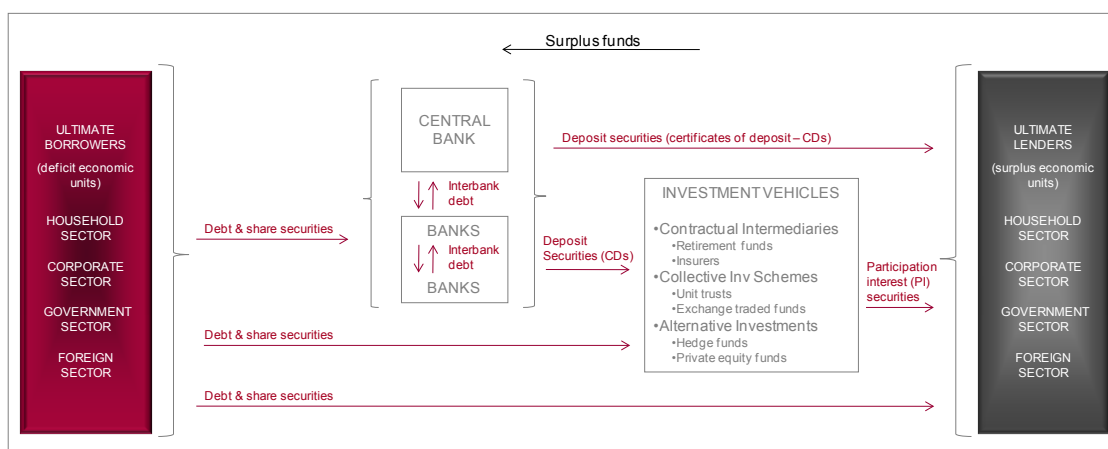 Surplus funds
ULTIMATE
BORROWERS
(deficit economic
units)
HOUSEHOLD
SECTOR
CORPORATE
SECTOR
GOVERNMENT
SECTOR
FOREIGN
SECTOR
Debt & share securities
Debt & share securities
Debt & share securities
CENTRAL
BANK
Interbank
debt
BANKS
Interbank
debt
BANKS
Deposit securities (certificates of deposit – CDs)
Deposit
Securities (CDs)
INVESTMENT VEHICLES
•Contractual Intermediaries
•Retirement funds
•Insurers
•Collective Inv Schemes
•Unit trusts
•Exchange traded funds
•Alternative Investments
•Hedge funds
•Private equity funds
Participation
interest (PI)
securities
ULTIMATE
LENDERS
(surplus economic
units)
HOUSEHOLD
SECTOR
CORPORATE
SECTOR
GOVERNMENT
SECTOR
FOREIGN
SECTOR